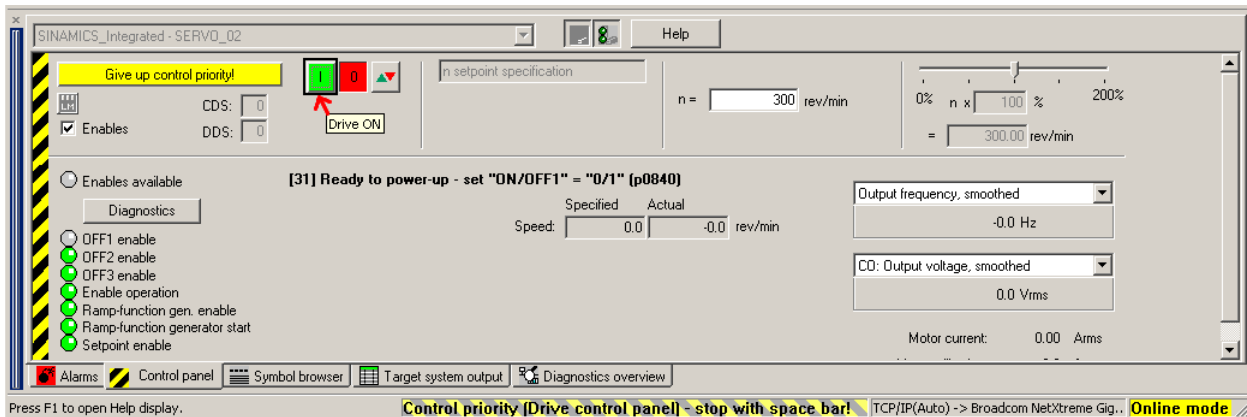 SINAMICS_Integrated - SERVO_02
Help
Give up control priority!
I 0
n setpoint specification
n = 300 rev/min
0% n x 100 % 200%
= 300.00 rev/min
LM
CDS: 0
Enables
DDS: 0
Drive ON
Enables available
[31] Ready to power-up - set "ON/OFF1" = "0/1" (p0840)
Diagnostics
Specified Actual
Speed: 0.0 -0.0 rev/min
Output frequency, smoothed
-0.0 Hz
OFF1 enable
OFF2 enable
OFF3 enable
Enable operation
Ramp-function gen. enable
Ramp-function generator start
Setpoint enable
CO: Output voltage, smoothed
0.0 Vrms
Motor current: 0.00 Arms
Alarms Control panel Symbol browser Target system output Diagnostics overview
Press F1 to open Help display.
Control priority (Drive control panel) - stop with space bar!
TCP/IP(Auto) -> Broadcom NetXtreme Gig..
Online mode